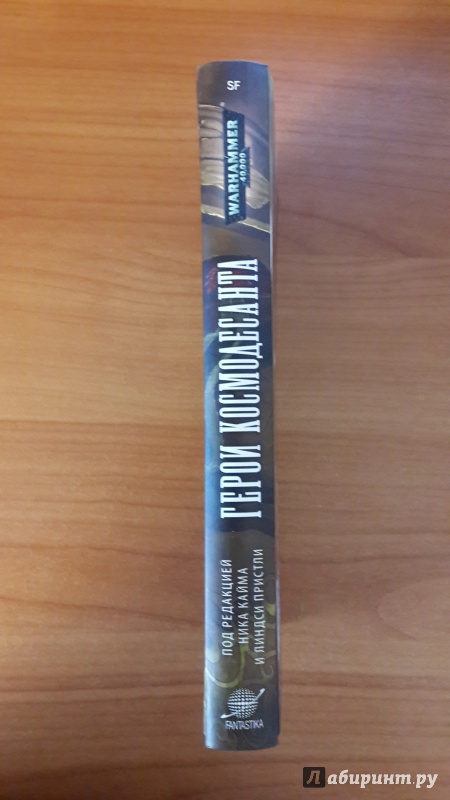 SF
WARHAMMER
40,000
ГЕРОИ КОСМОДЕСАНТА
ПОД РЕДАКЦИЕЙ
НИКА КАЙМА
И ЛИНДСИ ПРИСТЛИ
FANTASTIKA
Лабиринт.ру